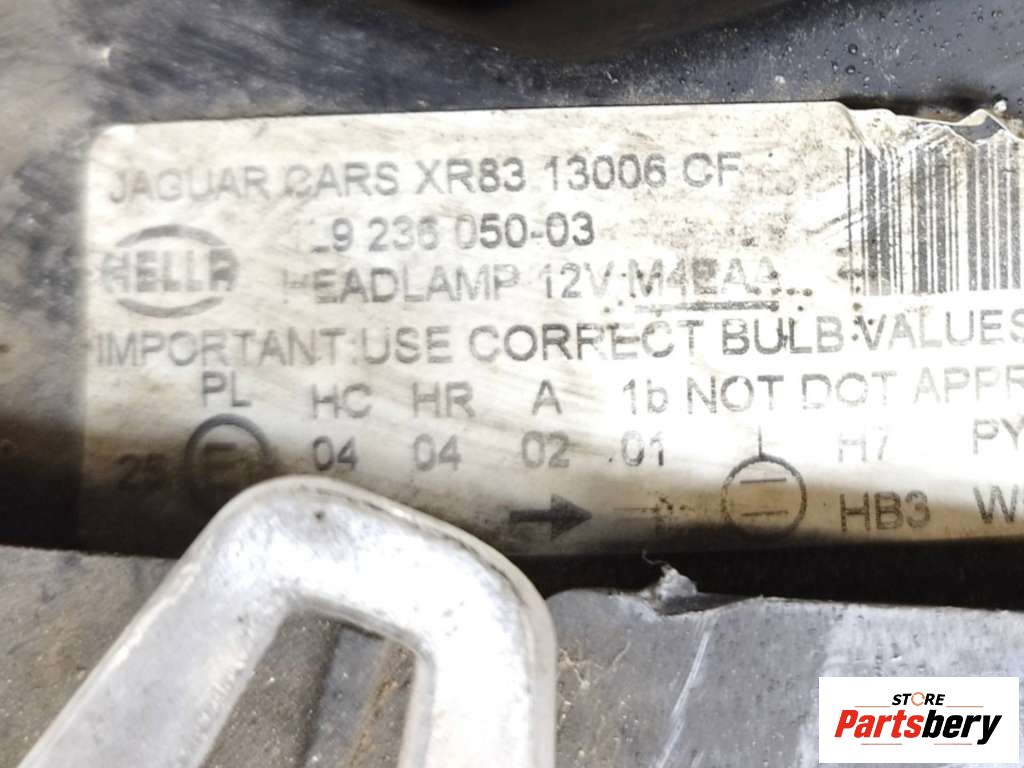 JAGUAR CARS XR83 13006 CF
9 236 050-03
HELLA
HEADLAMP 12V
IMPORTANT:USE CORRECT BULB VALUES
PL HC HR A 1b NOT DOT
25 E1 04 04 02 01 H7
HB3
STORE
Partsbery